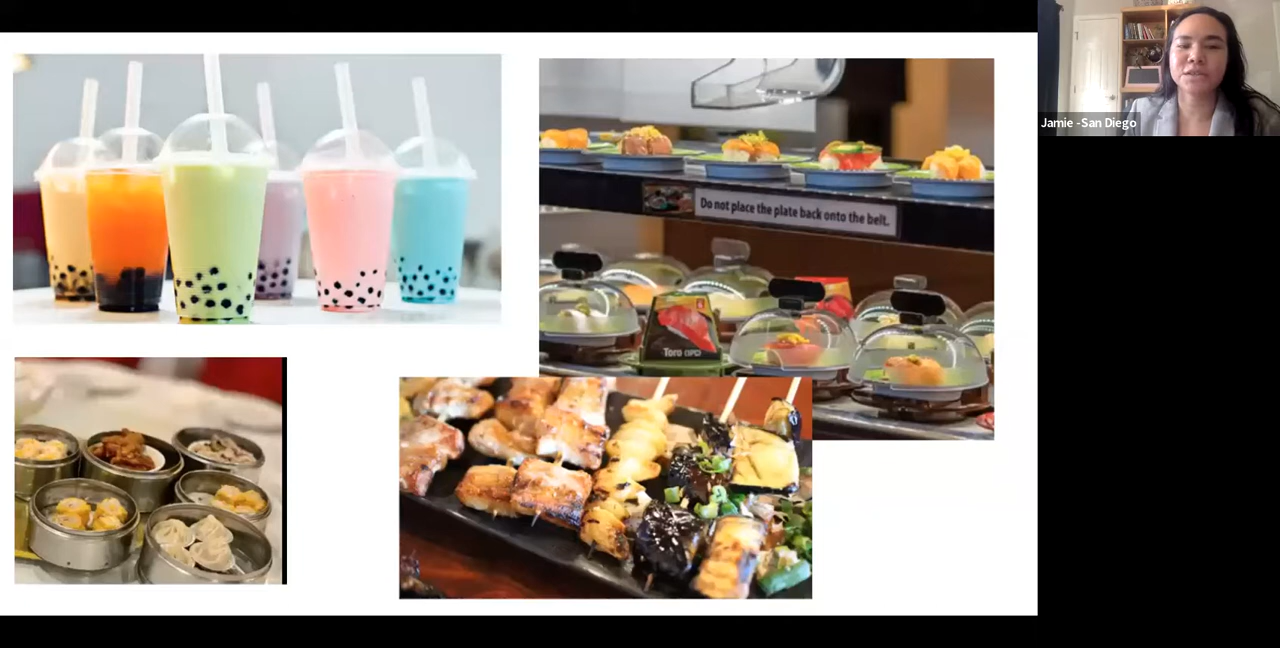 Jamie -San Diego
Do not place the plate back onto the belt.
Toro